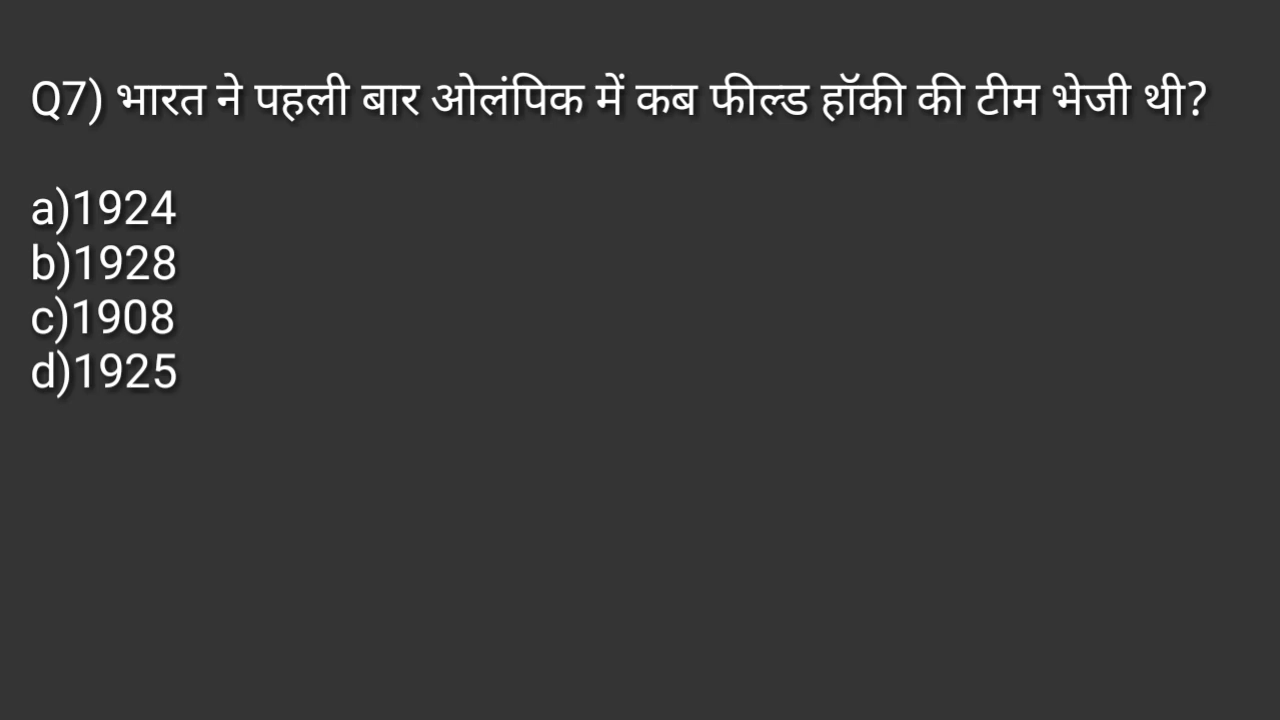 Q7) भारत ने पहली बार ओलंपिक में कब फील्ड हॉकी की टीम भेजी थी?
a)1924
b)1928
c)1908
d)1925